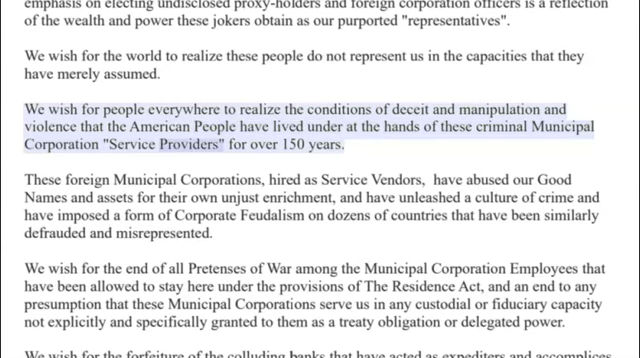 emphasis on electing undisclosed proxy-holders and foreign corporation officers is a reflection
of the wealth and power these jokers obtain as our purported "representatives".
We wish for the world to realize these people do not represent us in the capacities that they
have merely assumed.
We wish for people everywhere to realize the conditions of deceit and manipulation and
violence that the American People have lived under at the hands of these criminal Municipal
Corporation "Service Providers" for over 150 years.
These foreign Municipal Corporations, hired as Service Vendors,  have abused our Good
Names and assets for their own unjust enrichment, and have unleashed a culture of crime and
have imposed a form of Corporate Feudalism on dozens of countries that have been similarly
defrauded and misrepresented.
We wish for the end of all Pretenses of War among the Municipal Corporation Employees that
have been allowed to stay here under the provisions of The Residence Act, and an end to any
presumption that these Municipal Corporations serve us in any custodial or fiduciary capacity
not explicitly and specifically granted to them as a treaty obligation or delegated power.
We wish for the forfeiture of the colluding banks that have acted as expediters and accomplices